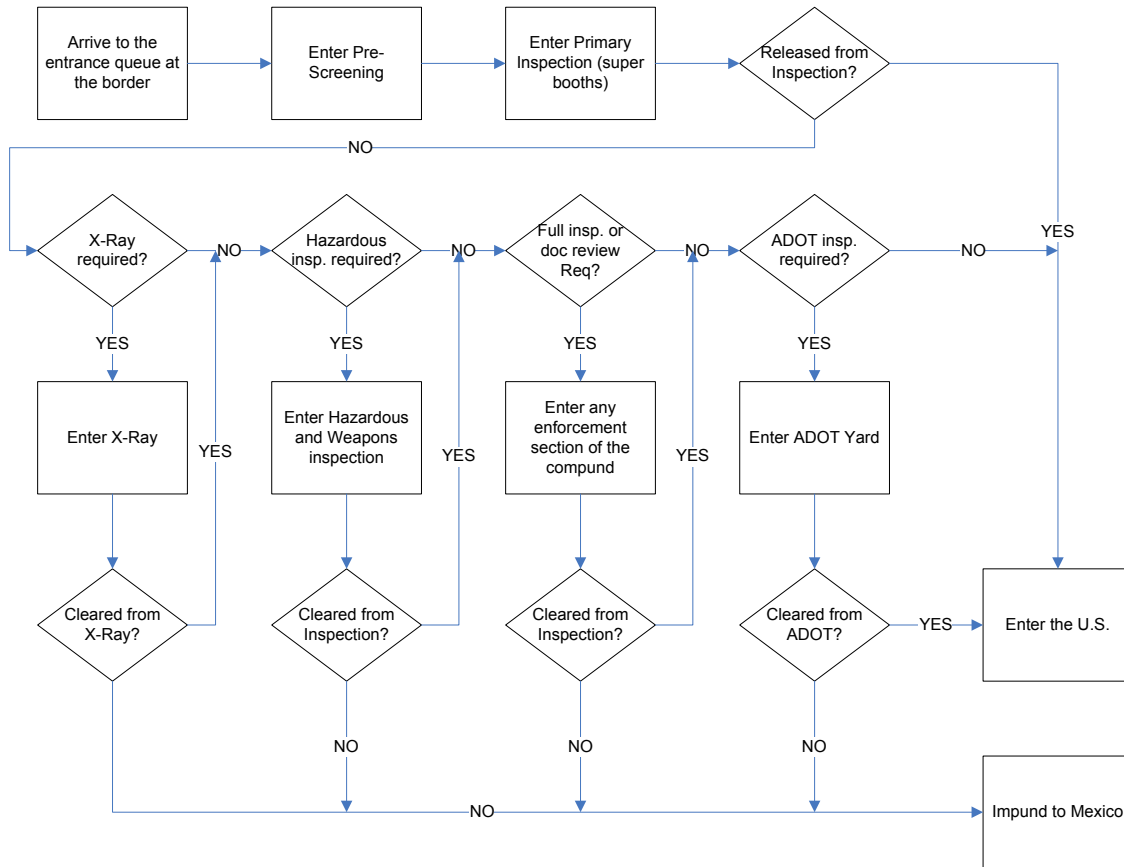 Arrive to the
entrance queue at
the border
Enter Pre-
Screening
Enter Primary
Inspection (super
booths)
Released from
Inspection?
NO
YES
X-Ray
required?
NO
Hazardous
insp. required?
NO
Full insp. or
doc review
Req?
NO
ADOT insp.
required?
NO
YES
YES
YES
YES
Enter X-Ray
YES
Enter Hazardous
and Weapons
inspection
YES
Enter any
enforcement
section of the
compund
YES
Enter ADOT Yard
Cleared from
X-Ray?
Cleared from
Inspection?
Cleared from
Inspection?
Cleared from
ADOT?
YES
Enter the U.S.
NO
NO
NO
NO
Impund to Mexico